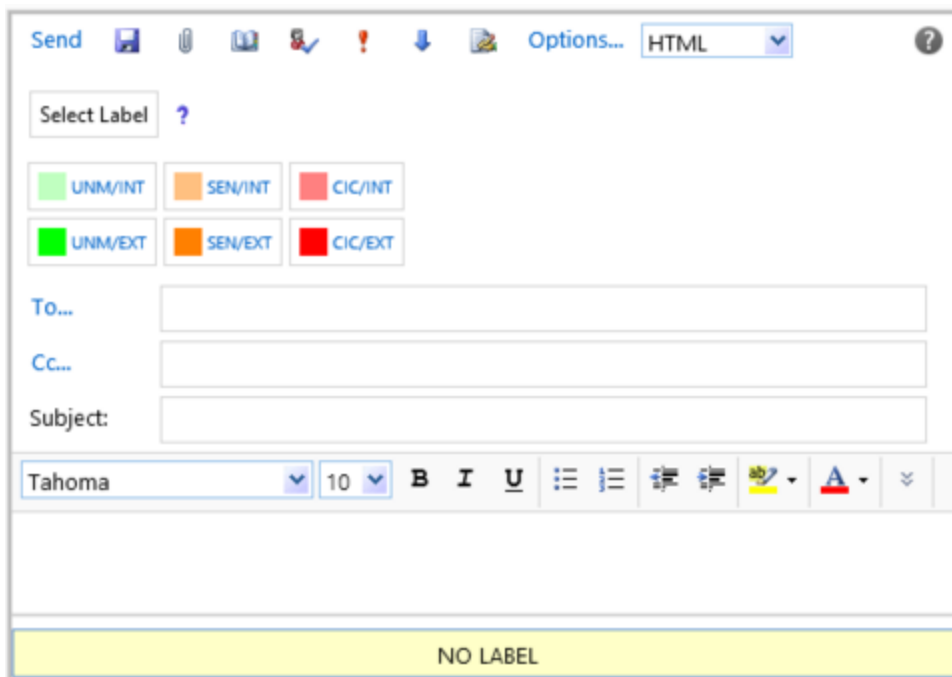 Send Options... HTML ?
Select Label ?
UNM/INT SEN/INT CIC/INT
UNM/EXT SEN/EXT CIC/EXT
To...
Cc...
Subject:
Tahoma 10 B I U ab A
NO LABEL